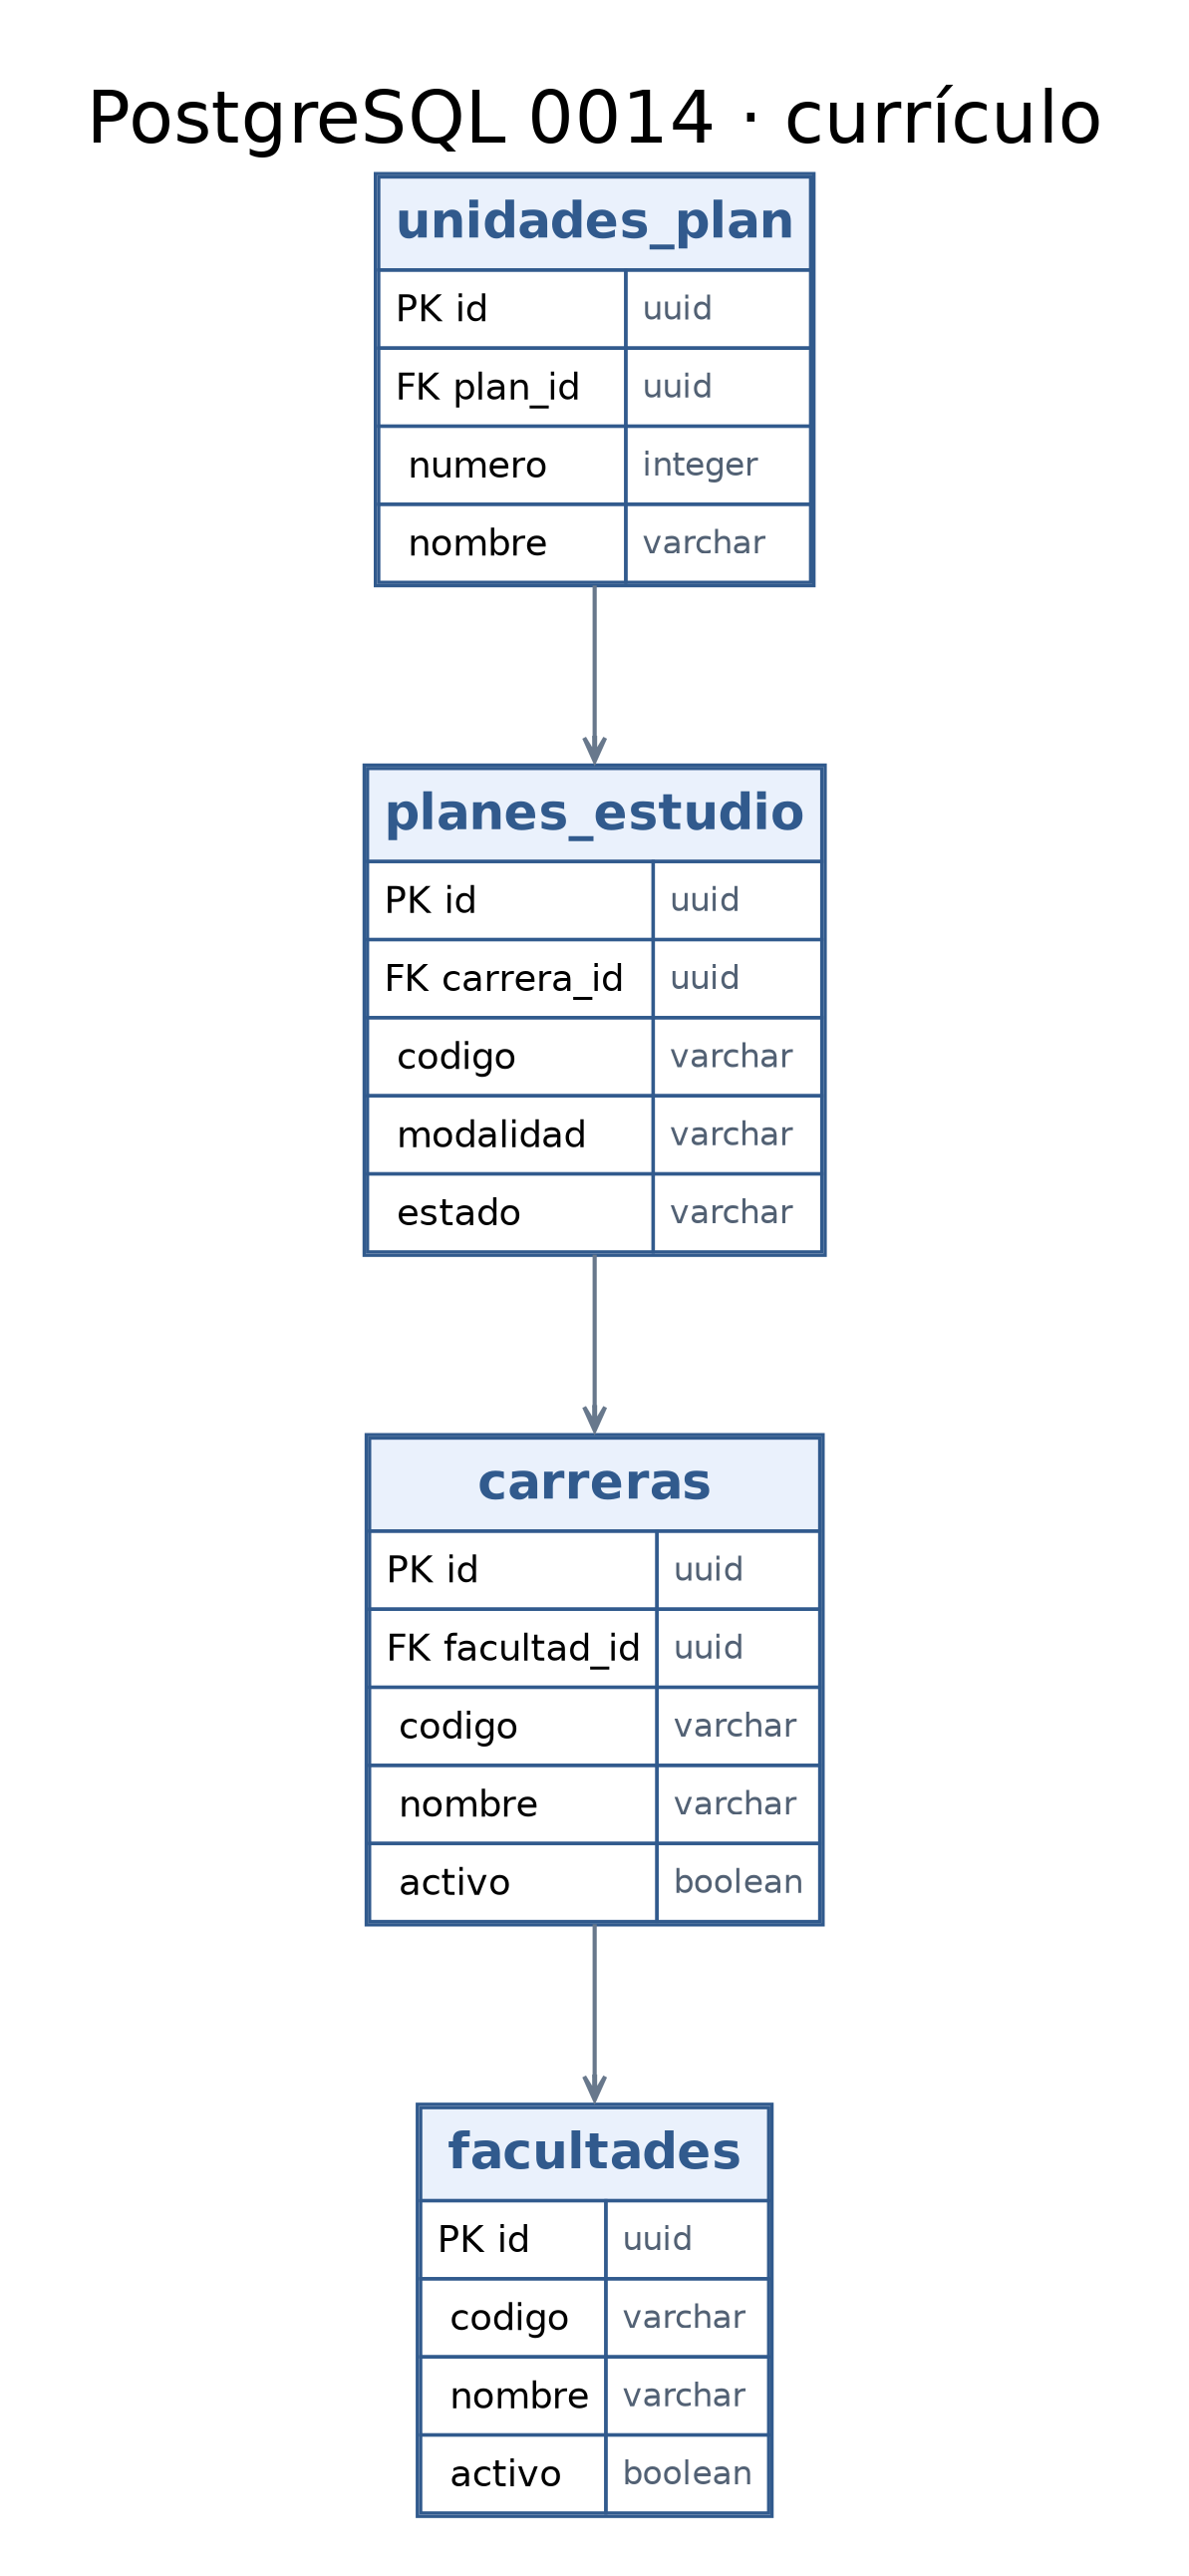 PostgreSQL 0014 · currículo
unidades_plan
PK id uuid
FK plan_id uuid
numero integer
nombre varchar
planes_estudio
PK id uuid
FK carrera_id uuid
codigo varchar
modalidad varchar
estado varchar
carreras
PK id uuid
FK facultad_id uuid
codigo varchar
nombre varchar
activo boolean
facultades
PK id uuid
codigo varchar
nombre varchar
activo boolean